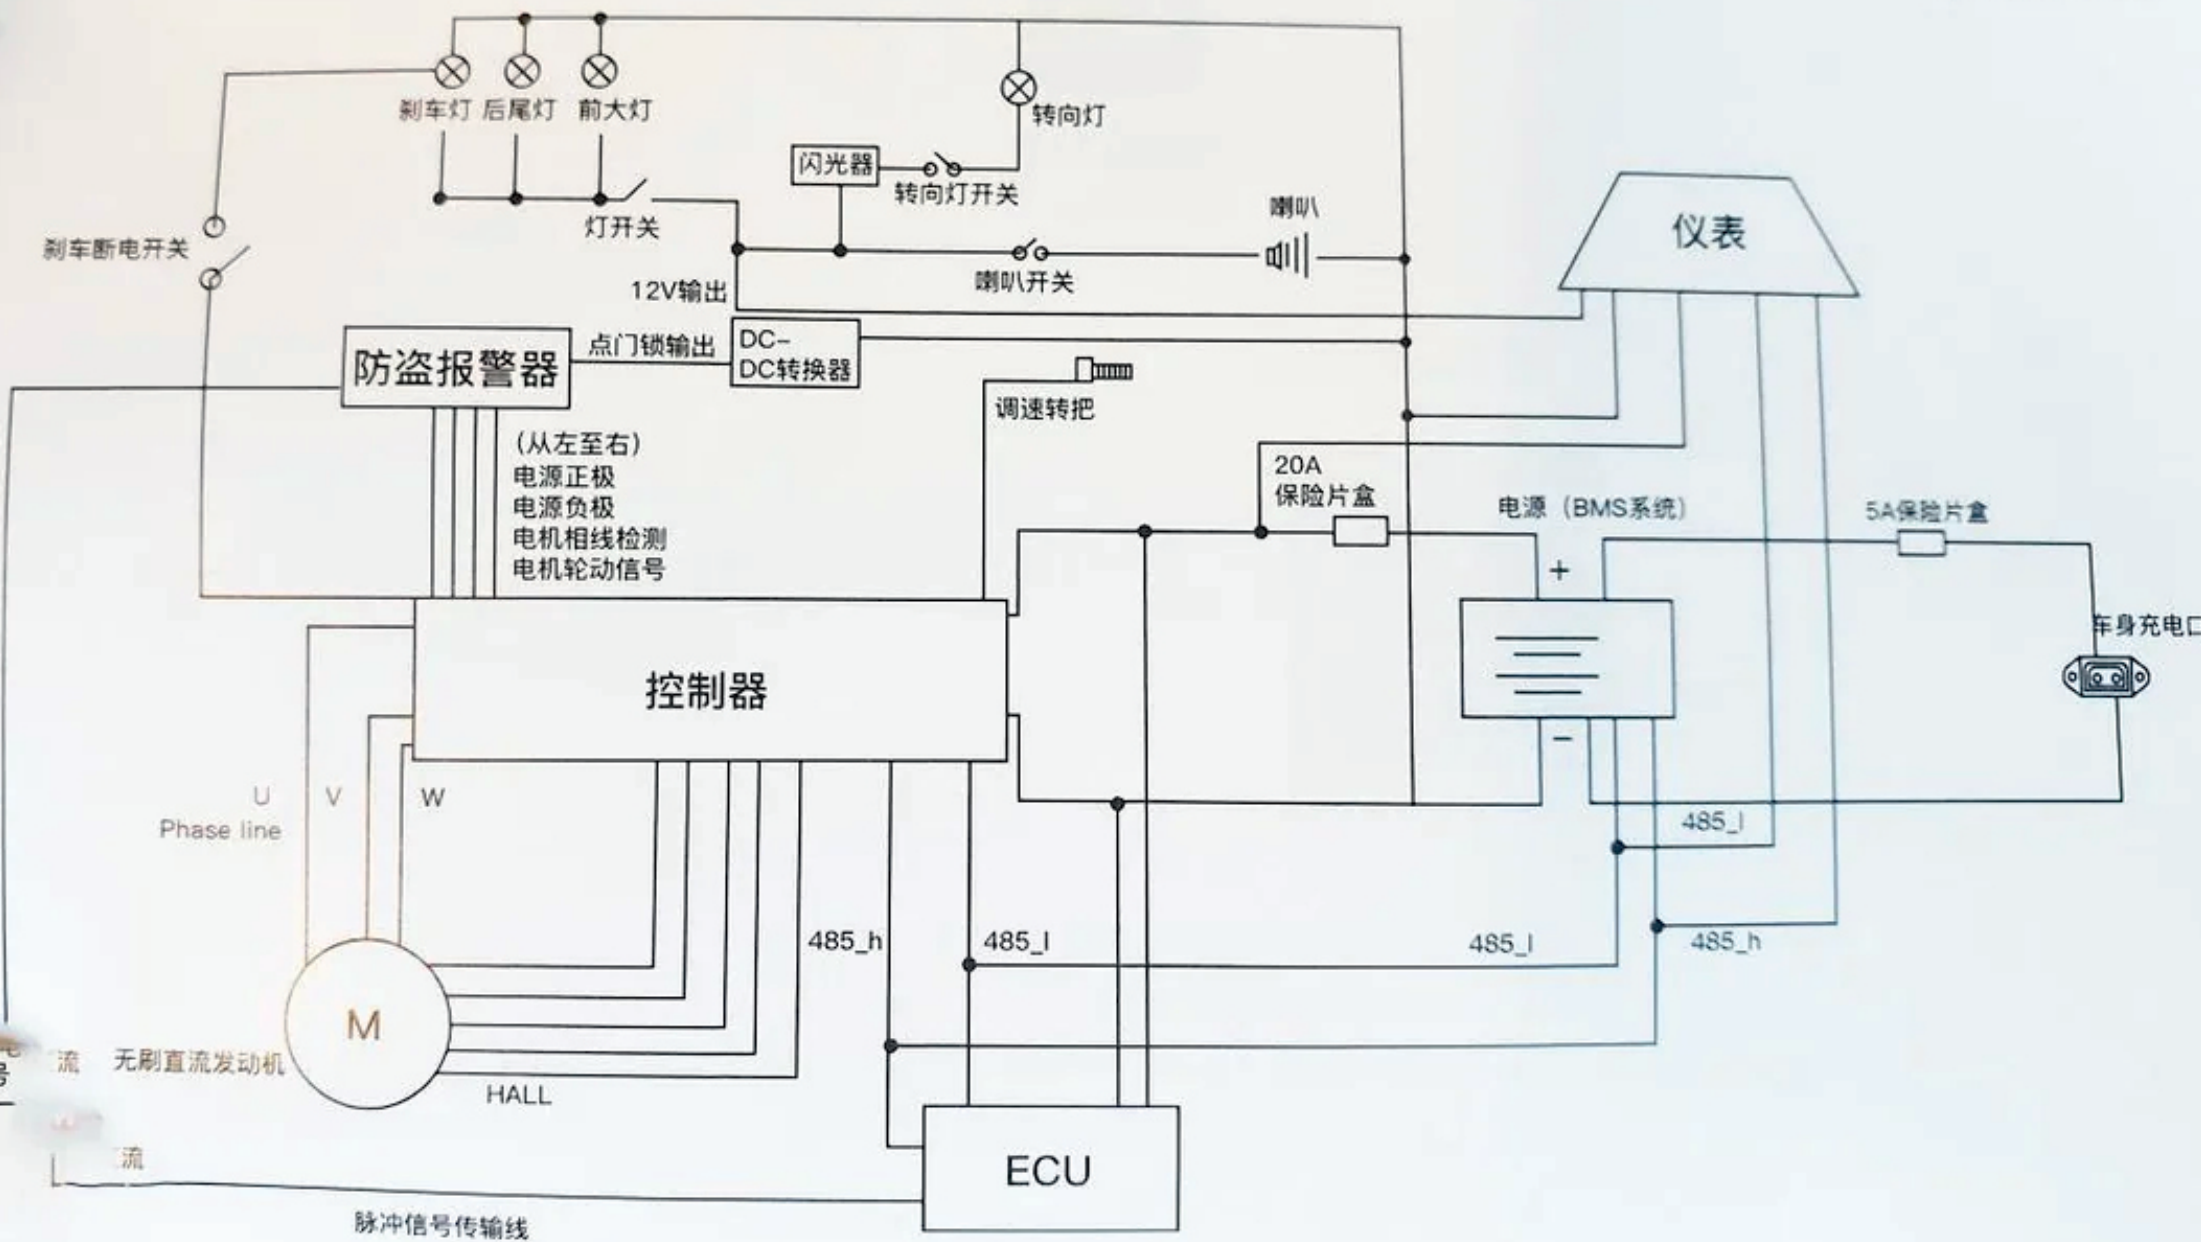 刹车灯 后尾灯 前大灯
转向灯
闪光器
转向灯开关
喇叭
灯开关
刹车断电开关
喇叭开关
仪表
12V输出
防盗报警器
点门锁输出
DC-
DC转换器
调速转把
(从左至右)
电源正极
电源负极
电机相线检测
电机轮动信号
20A
保险片盒
电源（BMS系统）
5A保险片盒
+
车身充电口
控制器
−
U V W
Phase line
485_l
485_h
485_l
485_l
485_h
M
号
流
无刷直流发动机
HALL
流
ECU
脉冲信号传输线